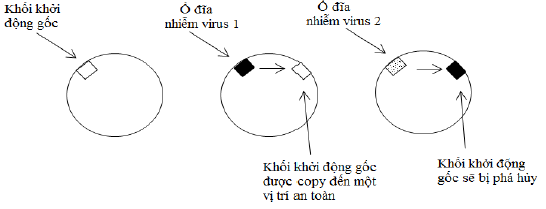 Khối khởi
động gốc
Ổ đĩa
nhiễm virus 1
Ổ đĩa
nhiễm virus 2
Khối khởi động gốc
được copy đến một
vị trí an toàn
Khối khởi động
gốc sẽ bị phá hủy